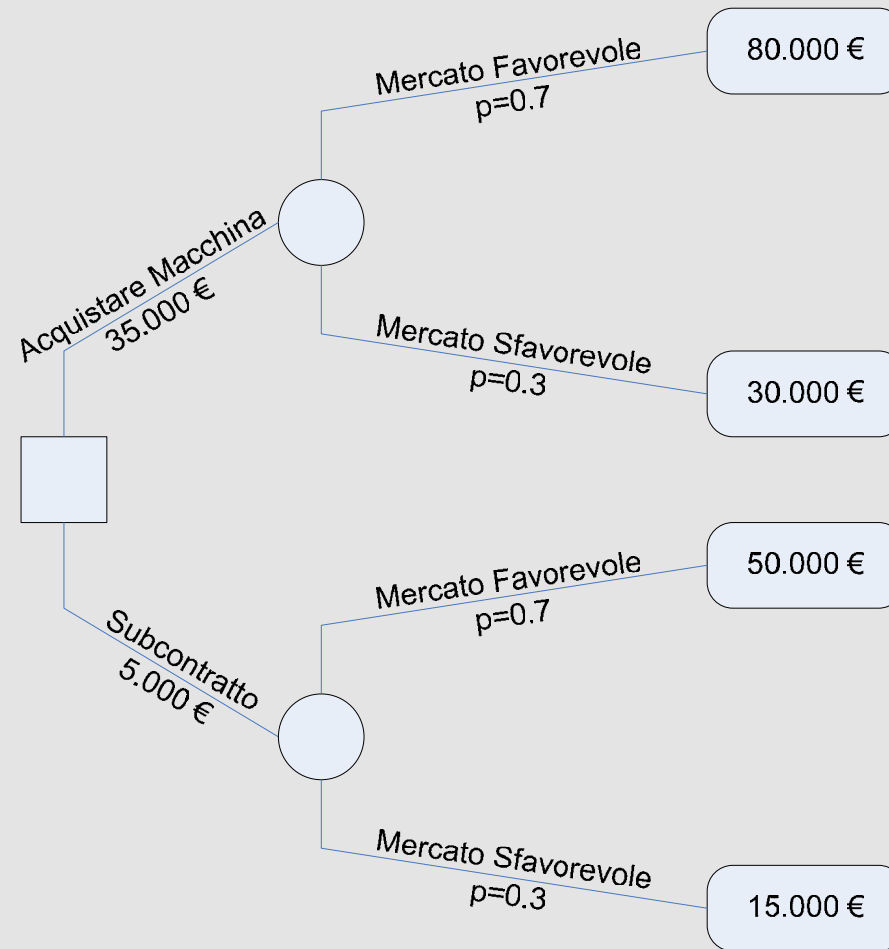 Mercato Favorevole
p=0.7
80.000 €
Acquistare Macchina
35.000 €
Mercato Sfavorevole
p=0.3
30.000 €
Subcontratto
5.000 €
Mercato Favorevole
p=0.7
50.000 €
Mercato Sfavorevole
p=0.3
15.000 €